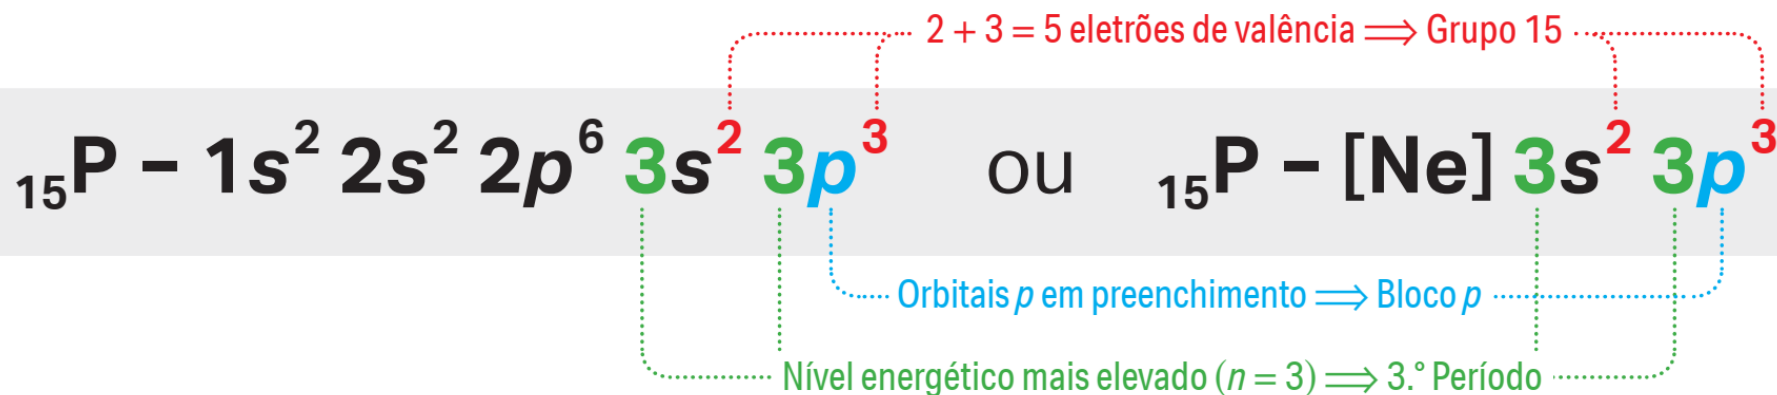 2 + 3 = 5 eletrões de valência ⟹ Grupo 15
₁₅P – 1s² 2s² 2p⁶ 3s² 3p³ ou ₁₅P – [Ne] 3s² 3p³
Orbitais p em preenchimento ⟹ Bloco p
Nível energético mais elevado (n = 3) ⟹ 3.° Período